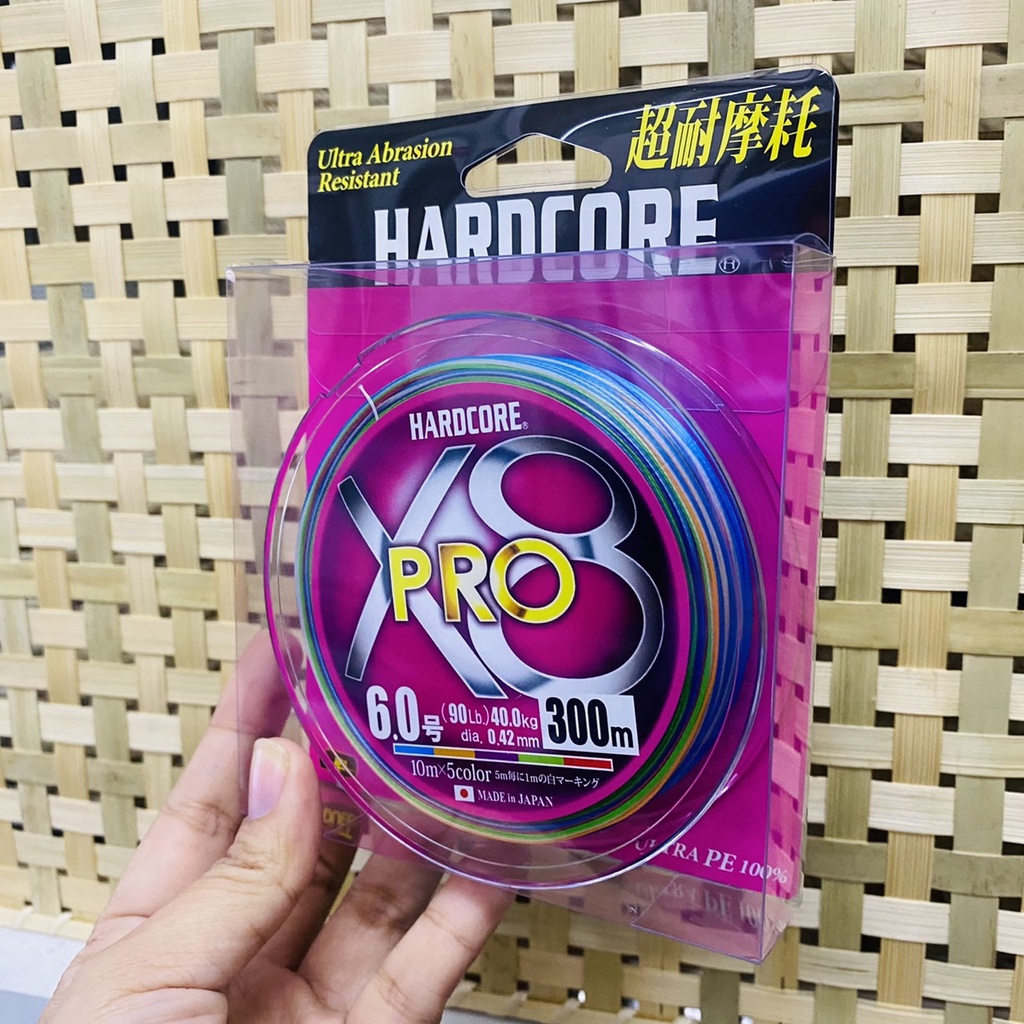 Ultra Abrasion
Resistant
超耐摩耗
HARDCORE
HARDCORE®
X8
PRO
6.0号 (90Lb.) 40.0kg
dia. 0.42mm
300m
10m×5color 5m毎に1mの白マーキング
MADE in JAPAN
ULTRA PE 100%